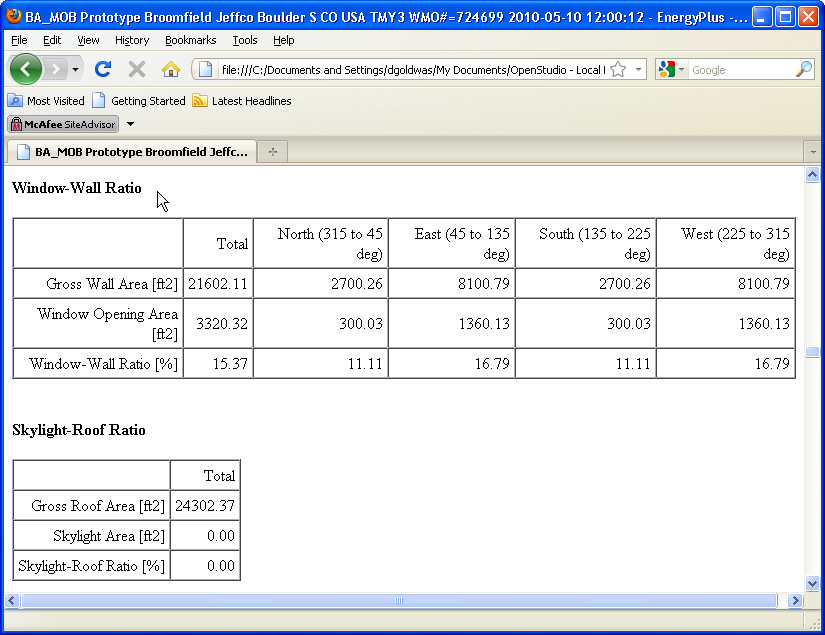 BA_MOB Prototype Broomfield Jeffco Boulder S CO USA TMY3 WMO#=724699 2010-05-10 12:00:12 - EnergyPlus -...
File Edit View History Bookmarks Tools Help
file:///C:/Documents and Settings/dgoldwas/My Documents/OpenStudio - Local I
Google
Most Visited Getting Started Latest Headlines
McAfee SiteAdvisor
BA_MOB Prototype Broomfield Jeffc...
Window-Wall Ratio
Total North (315 to 45 deg) East (45 to 135 deg) South (135 to 225 deg) West (225 to 315 deg)
Gross Wall Area [ft2] 21602.11 2700.26 8100.79 2700.26 8100.79
Window Opening Area [ft2] 3320.32 300.03 1360.13 300.03 1360.13
Window-Wall Ratio [%] 15.37 11.11 16.79 11.11 16.79
Skylight-Roof Ratio
Total
Gross Roof Area [ft2] 24302.37
Skylight Area [ft2] 0.00
Skylight-Roof Ratio [%] 0.00